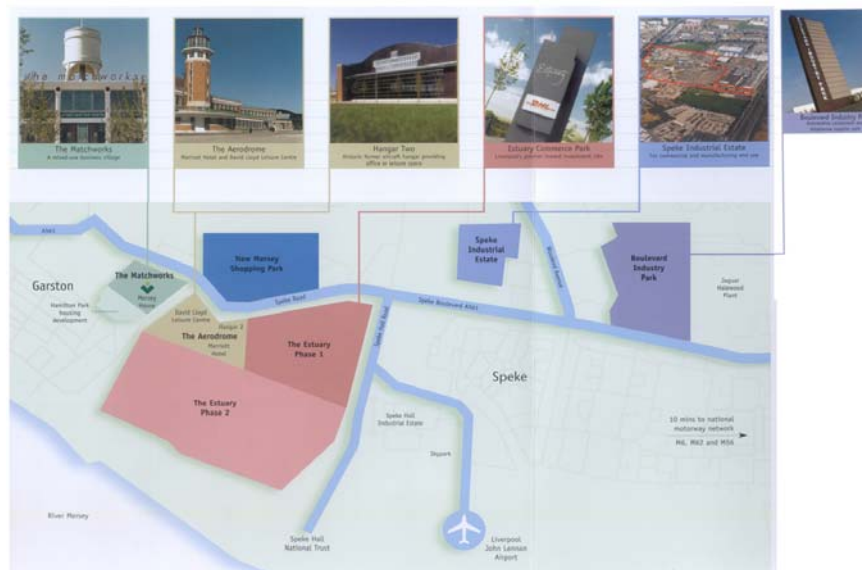 The matchworks
Estuary
DHL
The Matchworks
A mixed-use business village
The Aerodrome
Marriott Hotel and David Lloyd Leisure Centre
Hangar Two
Historic former aircraft hangar providing
office or leisure space
Estuary Commerce Park
Speke Industrial Estate
For swimming and manufacturing end use
Boulevard Industry
A561
New Mersey
Shopping Park
Speke
Industrial
Estate
Boulevard Avenue
Boulevard
Industry
Park
Jaguar
Halewood
Plant
Garston
The Matchworks
Mersey
House
Hamilton Park
housing
development
David Lloyd
Leisure Centre
Hangar 2
The Aerodrome
Marriott
Hotel
Speke Road
Speke Hall Road
Speke Boulevard A561
The Estuary
Phase 1
The Estuary
Phase 2
Speke
Speke Hall
Industrial Estate
Skypark
10 mins to national
motorway network
M6, M62 and M56
River Mersey
Speke Hall
National Trust
Liverpool
John Lennon
Airport